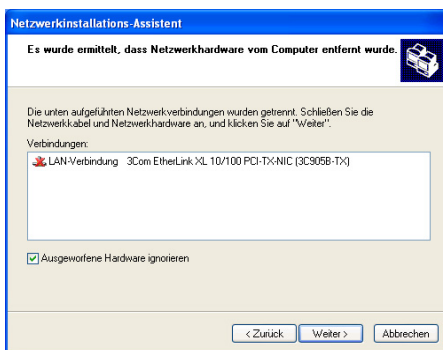 Netzwerkinstallations-Assistent
Es wurde ermittelt, dass Netzwerkhardware vom Computer entfernt wurde.
Die unten aufgeführten Netzwerkverbindungen wurden getrennt. Schließen Sie die
Netzwerkkabel und Netzwerkhardware an, und klicken Sie auf "Weiter".
Verbindungen:
LAN-Verbindung 3Com EtherLink XL 10/100 PCI-TX-NIC (3C905B-TX)
Ausgeworfene Hardware ignorieren
< Zurück Weiter > Abbrechen